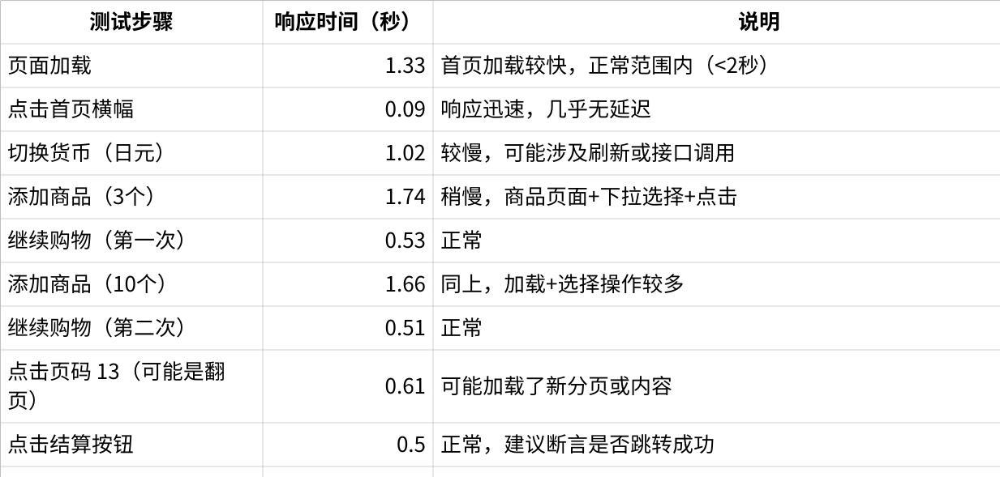 测试步骤 响应时间（秒） 说明
页面加载 1.33 首页加载较快，正常范围内（<2秒）
点击首页横幅 0.09 响应迅速，几乎无延迟
切换货币（日元） 1.02 较慢，可能涉及刷新或接口调用
添加商品（3个） 1.74 稍慢，商品页面+下拉选择+点击
继续购物（第一次） 0.53 正常
添加商品（10个） 1.66 同上，加载+选择操作较多
继续购物（第二次） 0.51 正常
点击页码 13（可能是翻
页） 0.61 可能加载了新分页或内容
点击结算按钮 0.5 正常，建议断言是否跳转成功